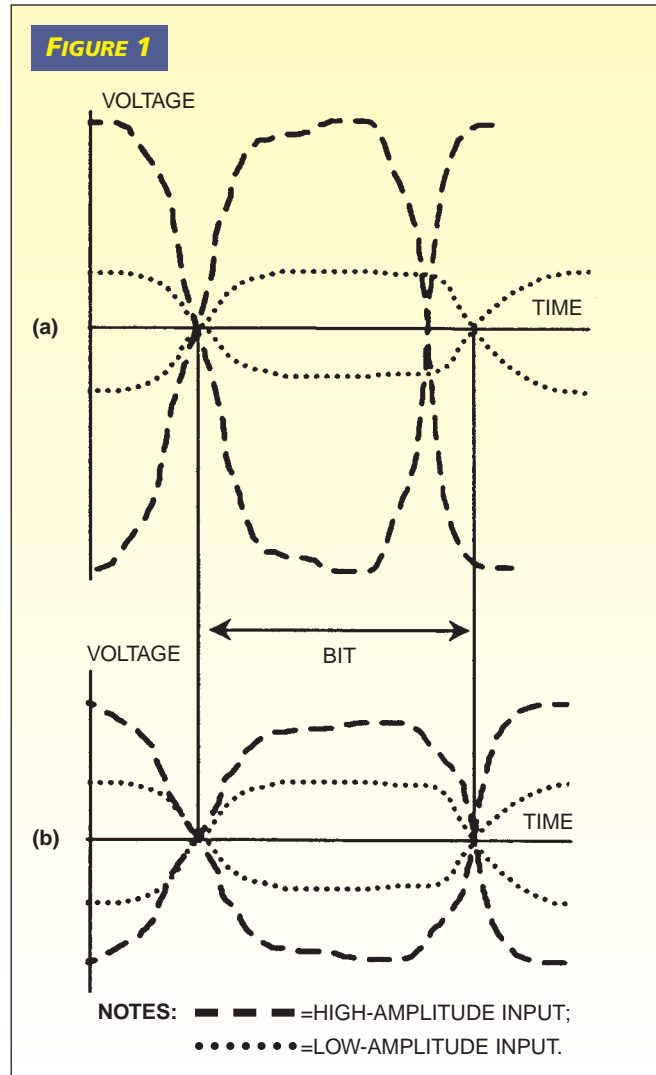 FIGURE 1
VOLTAGE
TIME
(a)
BIT
VOLTAGE
TIME
(b)
NOTES: =HIGH-AMPLITUDE INPUT;
=LOW-AMPLITUDE INPUT.